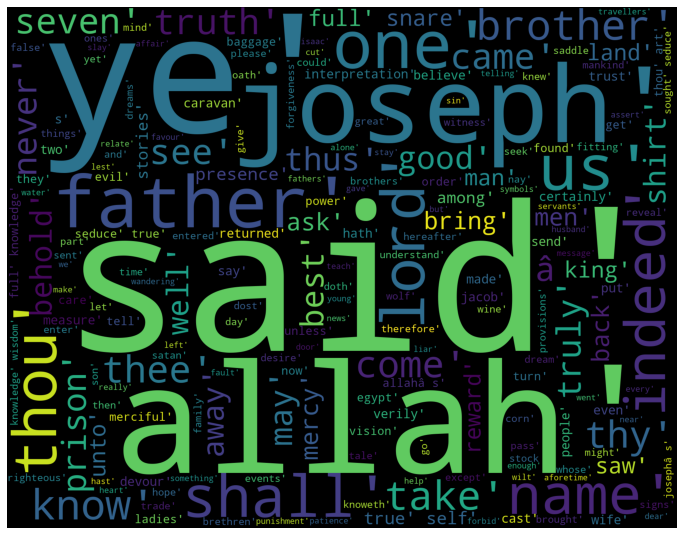 seven'
truth'
full'
snare'
brother'
travellers'
ye
'
joseph'
one'
came'
land'
false'
ones'
slay'
affair'
mind'
yet'
baggage'
please'
isaac'
cut'
could'
saddle
thou' art'
sought' seduce'
mankind'
telling'
knew'
never'
oath'
interpretation'
believe'
trust'
caravan'
forgiveness'
sin'
assert'
s'
things'
dreams'
favour'
witness'
great'
get'
two'
relate'
and'
stories'
see'
thus'
good'
us'
shirt'
give'
alone'
stay'
seek'
found'
fitting'
they'
lest'
evil'
presence'
man'
nay'
certainly'
father'
fathers'
brothers'
order'
symbols'
water'
gave'
power'
among'
but'
servants'
reveal'
full' knowledge'
seduce' true'
entered'
returned'
ask'
lord'
bring'
men'
husband'
behold'
part'
sent'
we'
hath'
hereafter'
send'
message'
indeed'
said'
best'
understand'
teach'
â
king'
time'
wandering'
say'
doth'
young'
made'
jacob'
put'
well'
care'
make'
let'
day'
dost'
wolf'
wine'
truly'
back'
measure'
tell'
news'
therefore'
provisions'
thou'
enter'
satan'
left'
unless'
door'
liar'
dream'
every'
thee'
come'
allahâ s'
turn'
knowledge' wisdom'
son'
really'
fault'
desire'
now'
egypt'
corn'
went'
near'
prison'
then'
family'
away'
may'
mercy'
verily'
reward'
people'
even'
thy'
unto'
merciful'
allah'
vision'
tale'
pass'
stock
enough'
whose'
might'
saw'
righteous'
devour'
events'
go'
help'
except'
something'
wilt'
aforetime'
josephâ s'
know'
hast'
heart'
hope'
trade'
shall'
knoweth'
take'
name'
signs
ladies'
brethren'
punishment'
patience'
true'
self'
forbid'
cast'
brought'
wife'
dear'